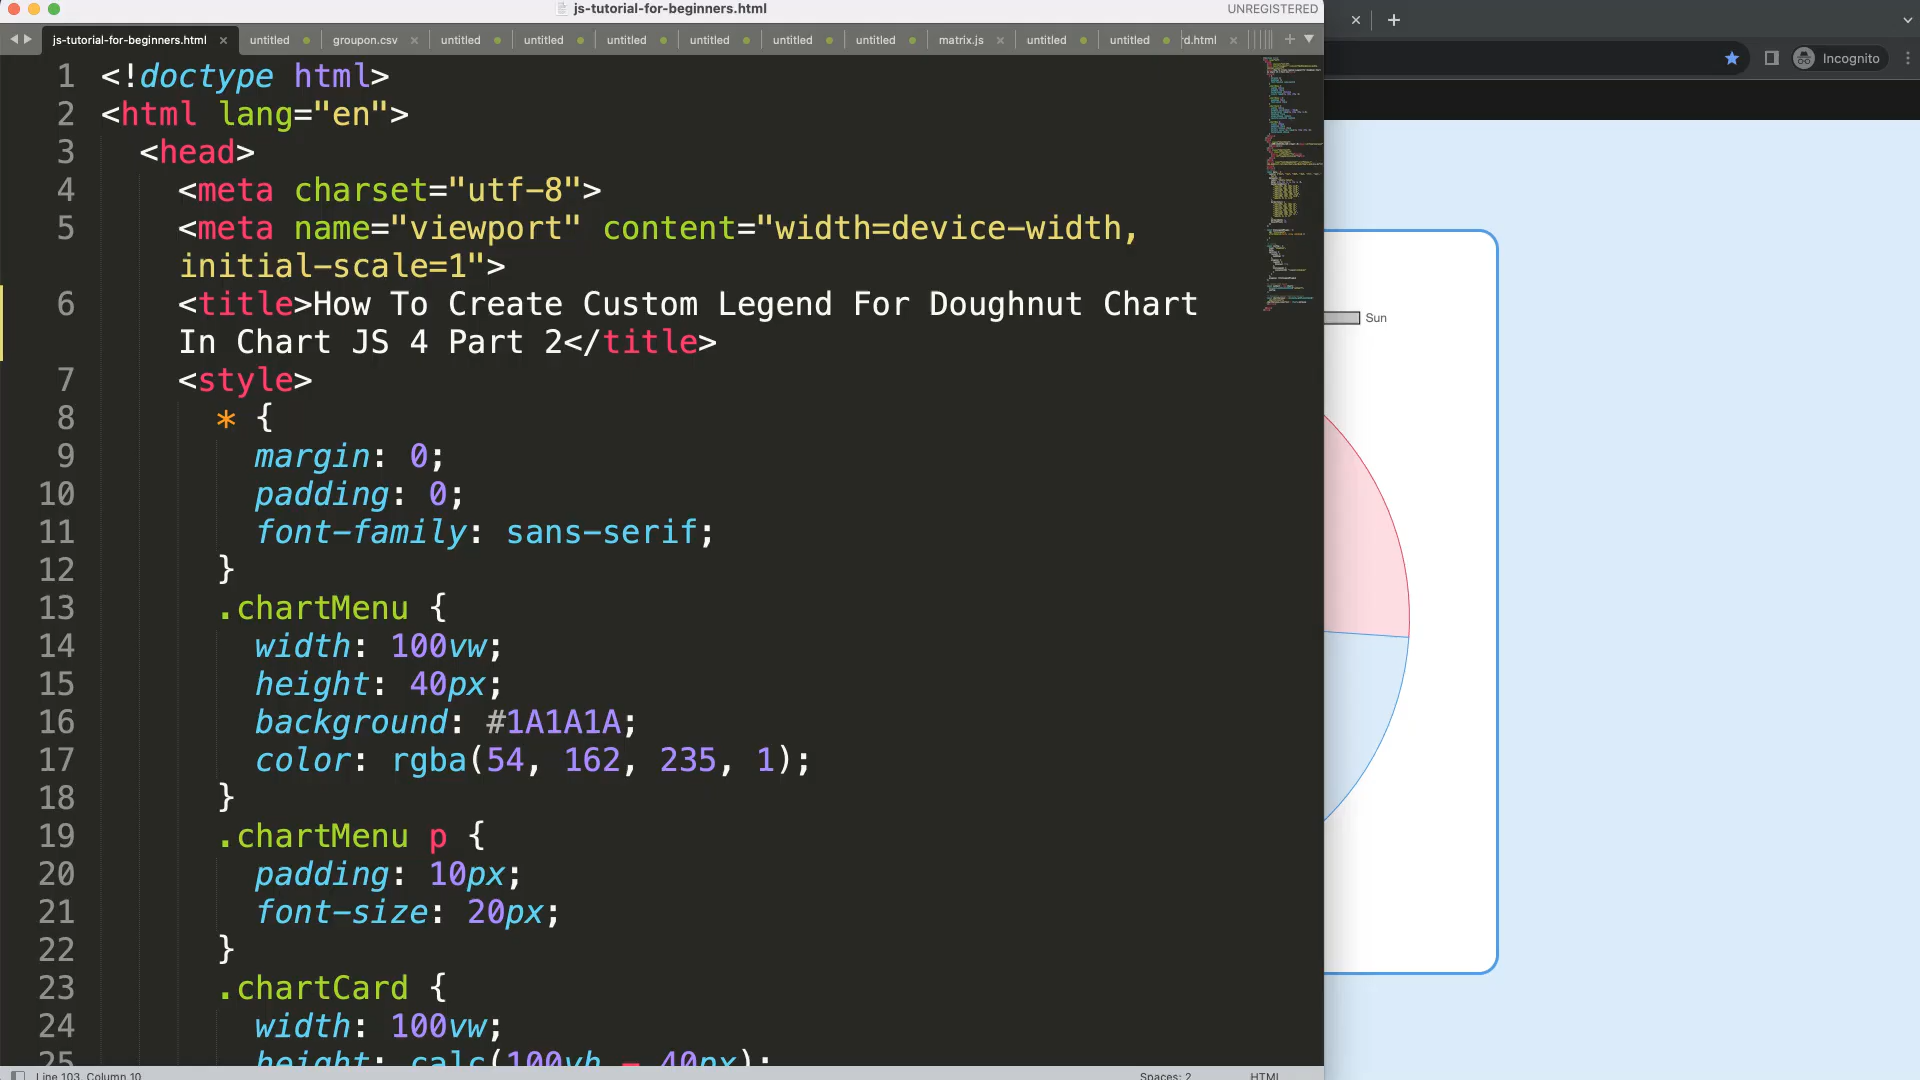 js-tutorial-for-beginners.html
UNREGISTERED
js-tutorial-for-beginners.html untitled groupon.csv untitled untitled untitled untitled untitled untitled matrix.js untitled untitled d.html
Incognito
1 <!doctype html>
2 <html lang="en">
3 <head>
4 <meta charset="utf-8">
5 <meta name="viewport" content="width=device-width,
initial-scale=1">
6 <title>How To Create Custom Legend For Doughnut Chart
In Chart JS 4 Part 2</title>
7 <style>
8 * {
9 margin: 0;
10 padding: 0;
11 font-family: sans-serif;
12 }
13 .chartMenu {
14 width: 100vw;
15 height: 40px;
16 background: #1A1A1A;
17 color: rgba(54, 162, 235, 1);
18 }
19 .chartMenu p {
20 padding: 10px;
21 font-size: 20px;
22 }
23 .chartCard {
24 width: 100vw;
25 height: calc(100vh - 40px);
Sun
Line 103, Column 10
Spaces: 2
HTML